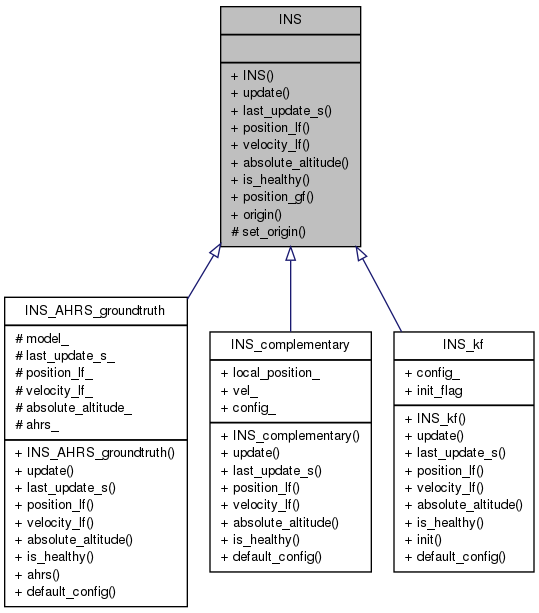 INS
+ INS()
+ update()
+ last_update_s()
+ position_lf()
+ velocity_lf()
+ absolute_altitude()
+ is_healthy()
+ position_gf()
+ origin()
# set_origin()
INS_AHRS_groundtruth
# model_
# last_update_s_
# position_lf_
# velocity_lf_
# absolute_altitude_
# ahrs_
+ INS_AHRS_groundtruth()
+ update()
+ last_update_s()
+ position_lf()
+ velocity_lf()
+ absolute_altitude()
+ is_healthy()
+ ahrs()
+ default_config()
INS_complementary
+ local_position_
+ vel_
+ config_
+ INS_complementary()
+ update()
+ last_update_s()
+ position_lf()
+ velocity_lf()
+ absolute_altitude()
+ is_healthy()
+ default_config()
INS_kf
+ config_
+ init_flag
+ INS_kf()
+ update()
+ last_update_s()
+ position_lf()
+ velocity_lf()
+ absolute_altitude()
+ is_healthy()
+ init()
+ default_config()